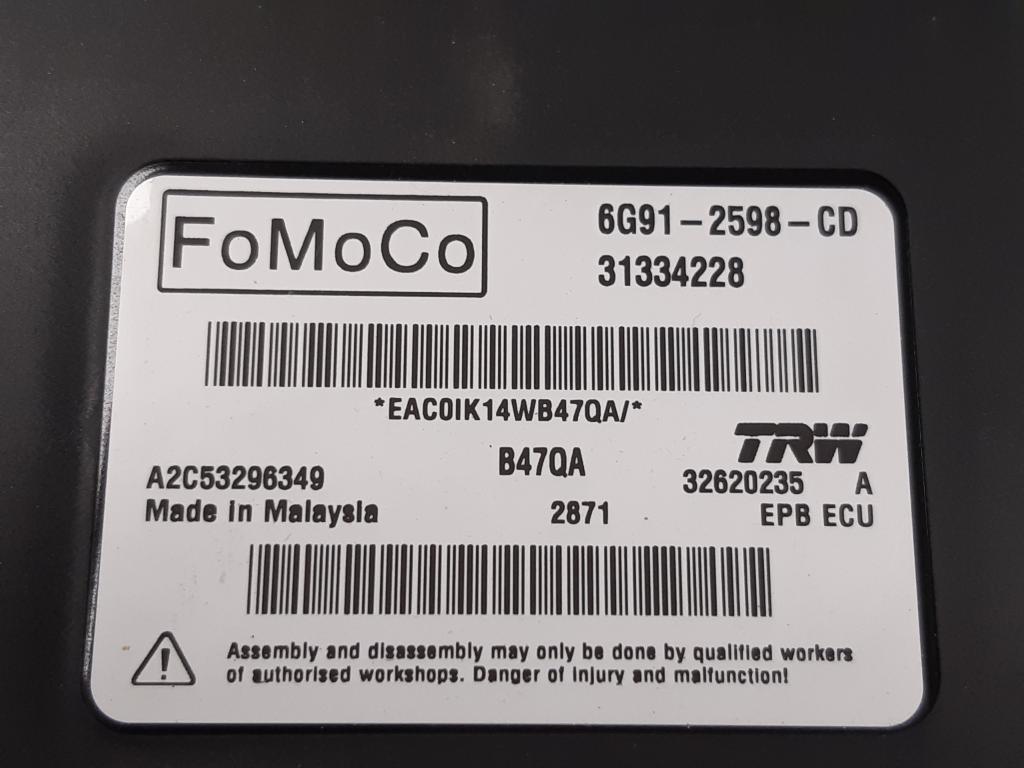 FoMoCo
6G91-2598-CD
31334228
*EAC0IK14WB47QA/*
TRW
A2C53296349
B47QA
32620235 A
Made in Malaysia
2871
EPB ECU
Assembly and disassembly may only be done by qualified workers
of authorised workshops. Danger of injury and malfunction!